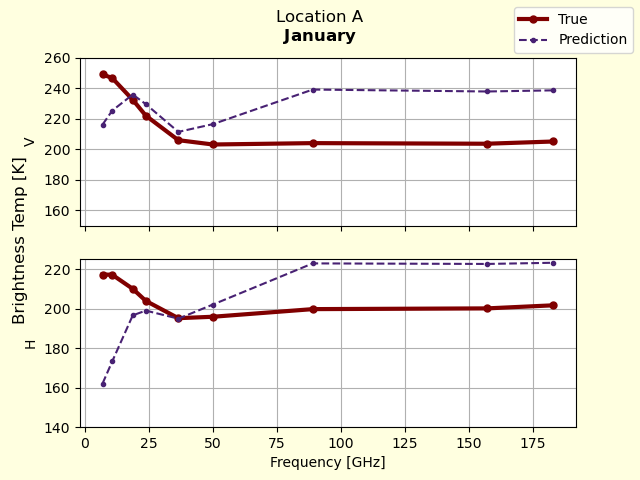 Location A
January
True
Prediction
Brightness Temp [K]
V
260
240
220
200
180
160
H
220
200
180
160
140
0 25 50 75 100 125 150 175
Frequency [GHz]